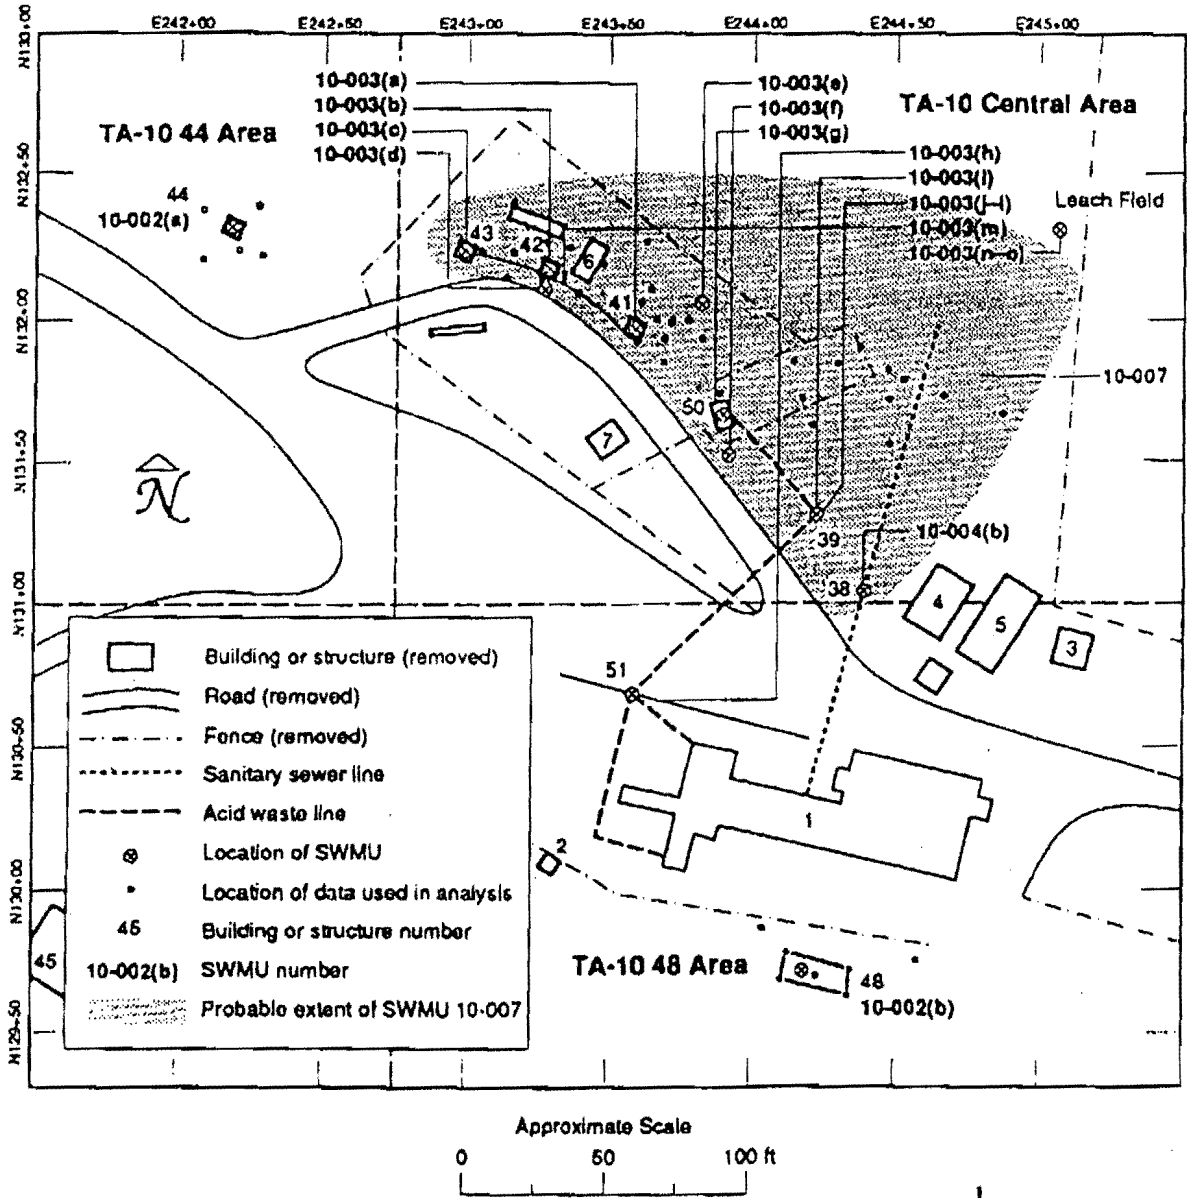 E242+00
E242+50
E243+00
E243+50
E244+00
E244+50
E245+00
N133+00
N132+50
N132+00
N131+50
N131+00
N130+50
N130+00
N129+50
TA-10 44 Area
10-003(a)
10-003(b)
10-003(c)
10-003(d)
10-003(e)
10-003(f)
10-003(g)
TA-10 Central Area
10-003(h)
10-003(i)
10-003(j-l)
10-003(m)
10-003(n-o)
Leach Field
44
10-002(a)
43
42
6
41
10-007
50
7
N
39
10-004(b)
38
4
5
3
51
1
2
Building or structure (removed)
Road (removed)
Fence (removed)
Sanitary sewer line
Acid waste line
Location of SWMU
Location of data used in analysis
45 Building or structure number
10-002(b) SWMU number
Probable extent of SWMU 10-007
45
TA-10 48 Area
48
10-002(b)
Approximate Scale
0 50 100 ft
1